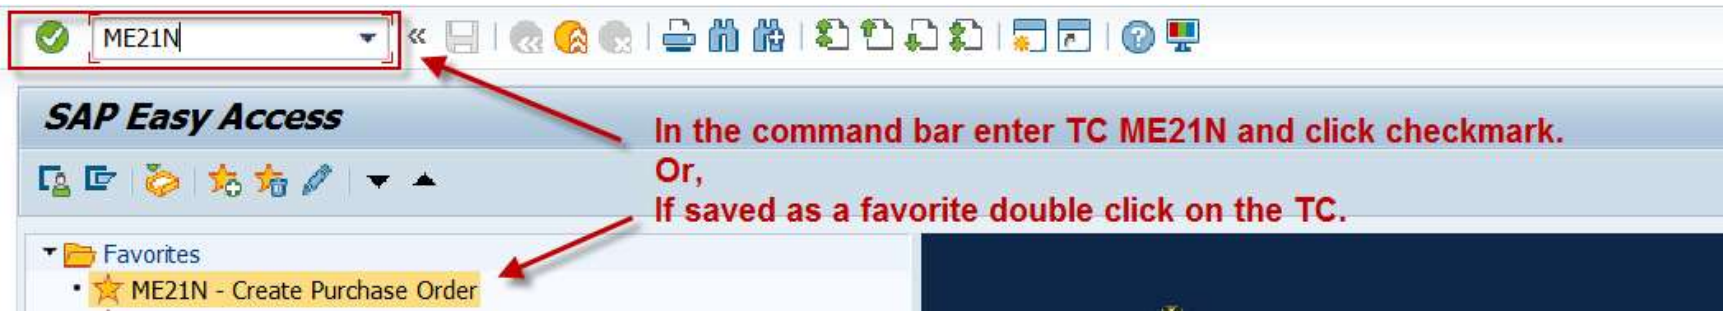 ME21N
SAP Easy Access
In the command bar enter TC ME21N and click checkmark.
Or,
If saved as a favorite double click on the TC.
Favorites
ME21N - Create Purchase Order